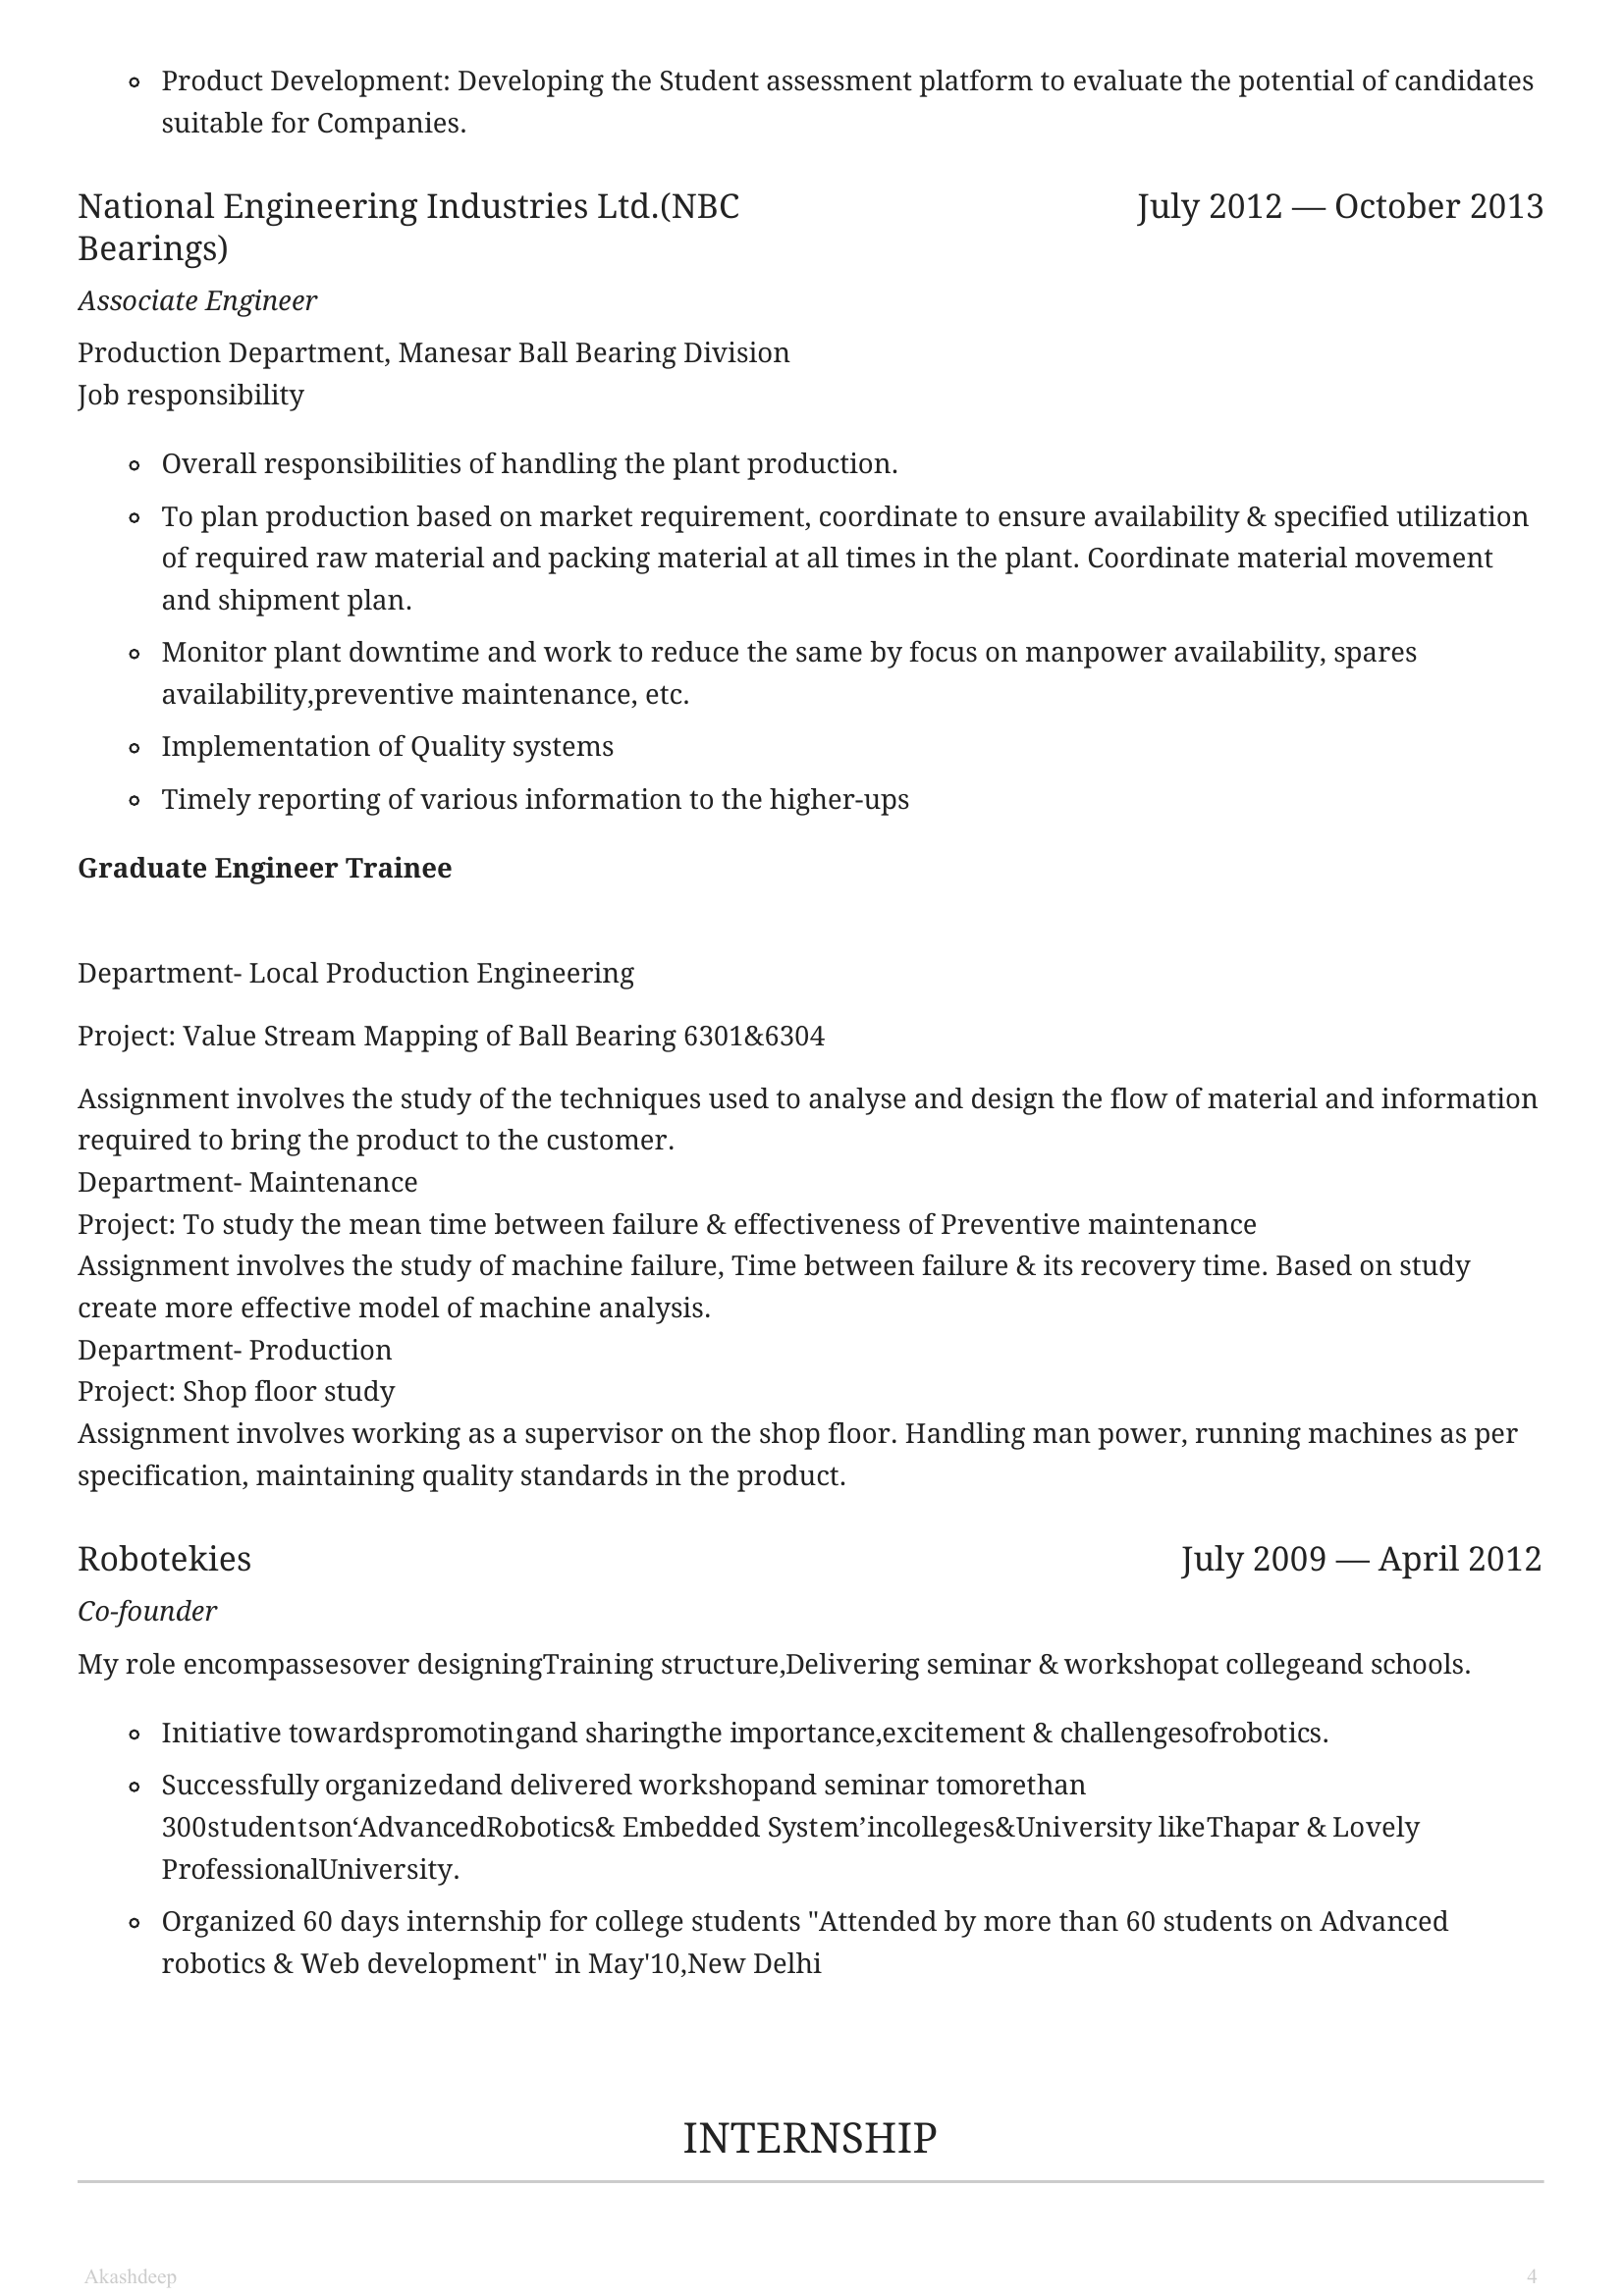 Product Development: Developing the Student assessment platform to evaluate the potential of candidates
suitable for Companies.
National Engineering Industries Ltd.(NBC
Bearings)
July 2012 — October 2013
Associate Engineer
Production Department, Manesar Ball Bearing Division
Job responsibility
Overall responsibilities of handling the plant production.
To plan production based on market requirement, coordinate to ensure availability & specified utilization
of required raw material and packing material at all times in the plant. Coordinate material movement
and shipment plan.
Monitor plant downtime and work to reduce the same by focus on manpower availability, spares
availability,preventive maintenance, etc.
Implementation of Quality systems
Timely reporting of various information to the higher-ups
Graduate Engineer Trainee
Department- Local Production Engineering
Project: Value Stream Mapping of Ball Bearing 6301&6304
Assignment involves the study of the techniques used to analyse and design the flow of material and information
required to bring the product to the customer.
Department- Maintenance
Project: To study the mean time between failure & effectiveness of Preventive maintenance
Assignment involves the study of machine failure, Time between failure & its recovery time. Based on study
create more effective model of machine analysis.
Department- Production
Project: Shop floor study
Assignment involves working as a supervisor on the shop floor. Handling man power, running machines as per
specification, maintaining quality standards in the product.
Robotekies
July 2009 — April 2012
Co-founder
My role encompassesover designingTraining structure,Delivering seminar & workshopat collegeand schools.
Initiative towardspromotingand sharingthe importance,excitement & challengesofrobotics.
Successfully organizedand delivered workshopand seminar tomorethan
300studentson‘AdvancedRobotics& Embedded System’incolleges&University likeThapar & Lovely
ProfessionalUniversity.
Organized 60 days internship for college students "Attended by more than 60 students on Advanced
robotics & Web development" in May'10,New Delhi
INTERNSHIP
Akashdeep
4